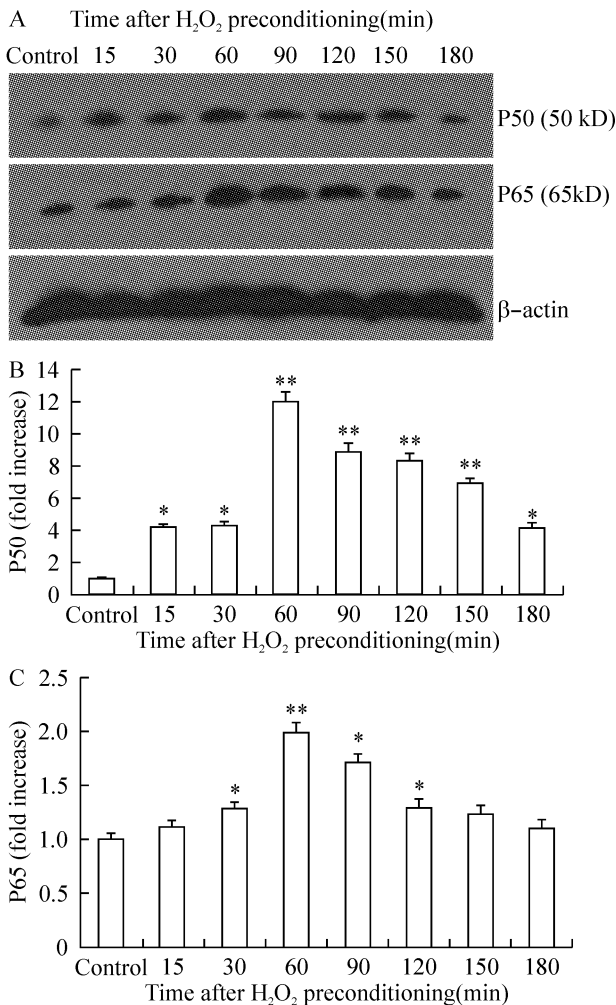 A Time after H₂O₂ preconditioning(min)
Control 15 30 60 90 120 150 180
P50 (50 kD)
P65 (65kD)
β-actin
B
P50 (fold increase)
14
12
10
8
6
4
2
0
** ** ** ** * * *
Control 15 30 60 90 120 150 180
Time after H₂O₂ preconditioning(min)
C
P65 (fold increase)
2.5
2.0
1.5
1.0
0.5
0
* ** * *
Control 15 30 60 90 120 150 180
Time after H₂O₂ preconditioning(min)